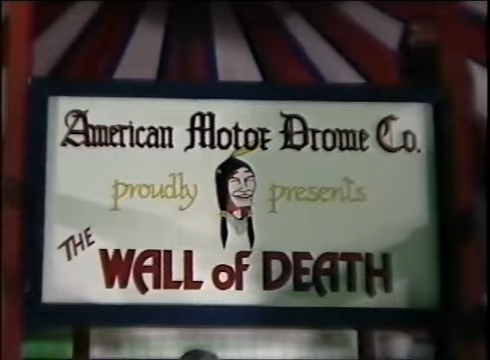 American Motor Drome Co.
proudly presents
THE
WALL of DEATH